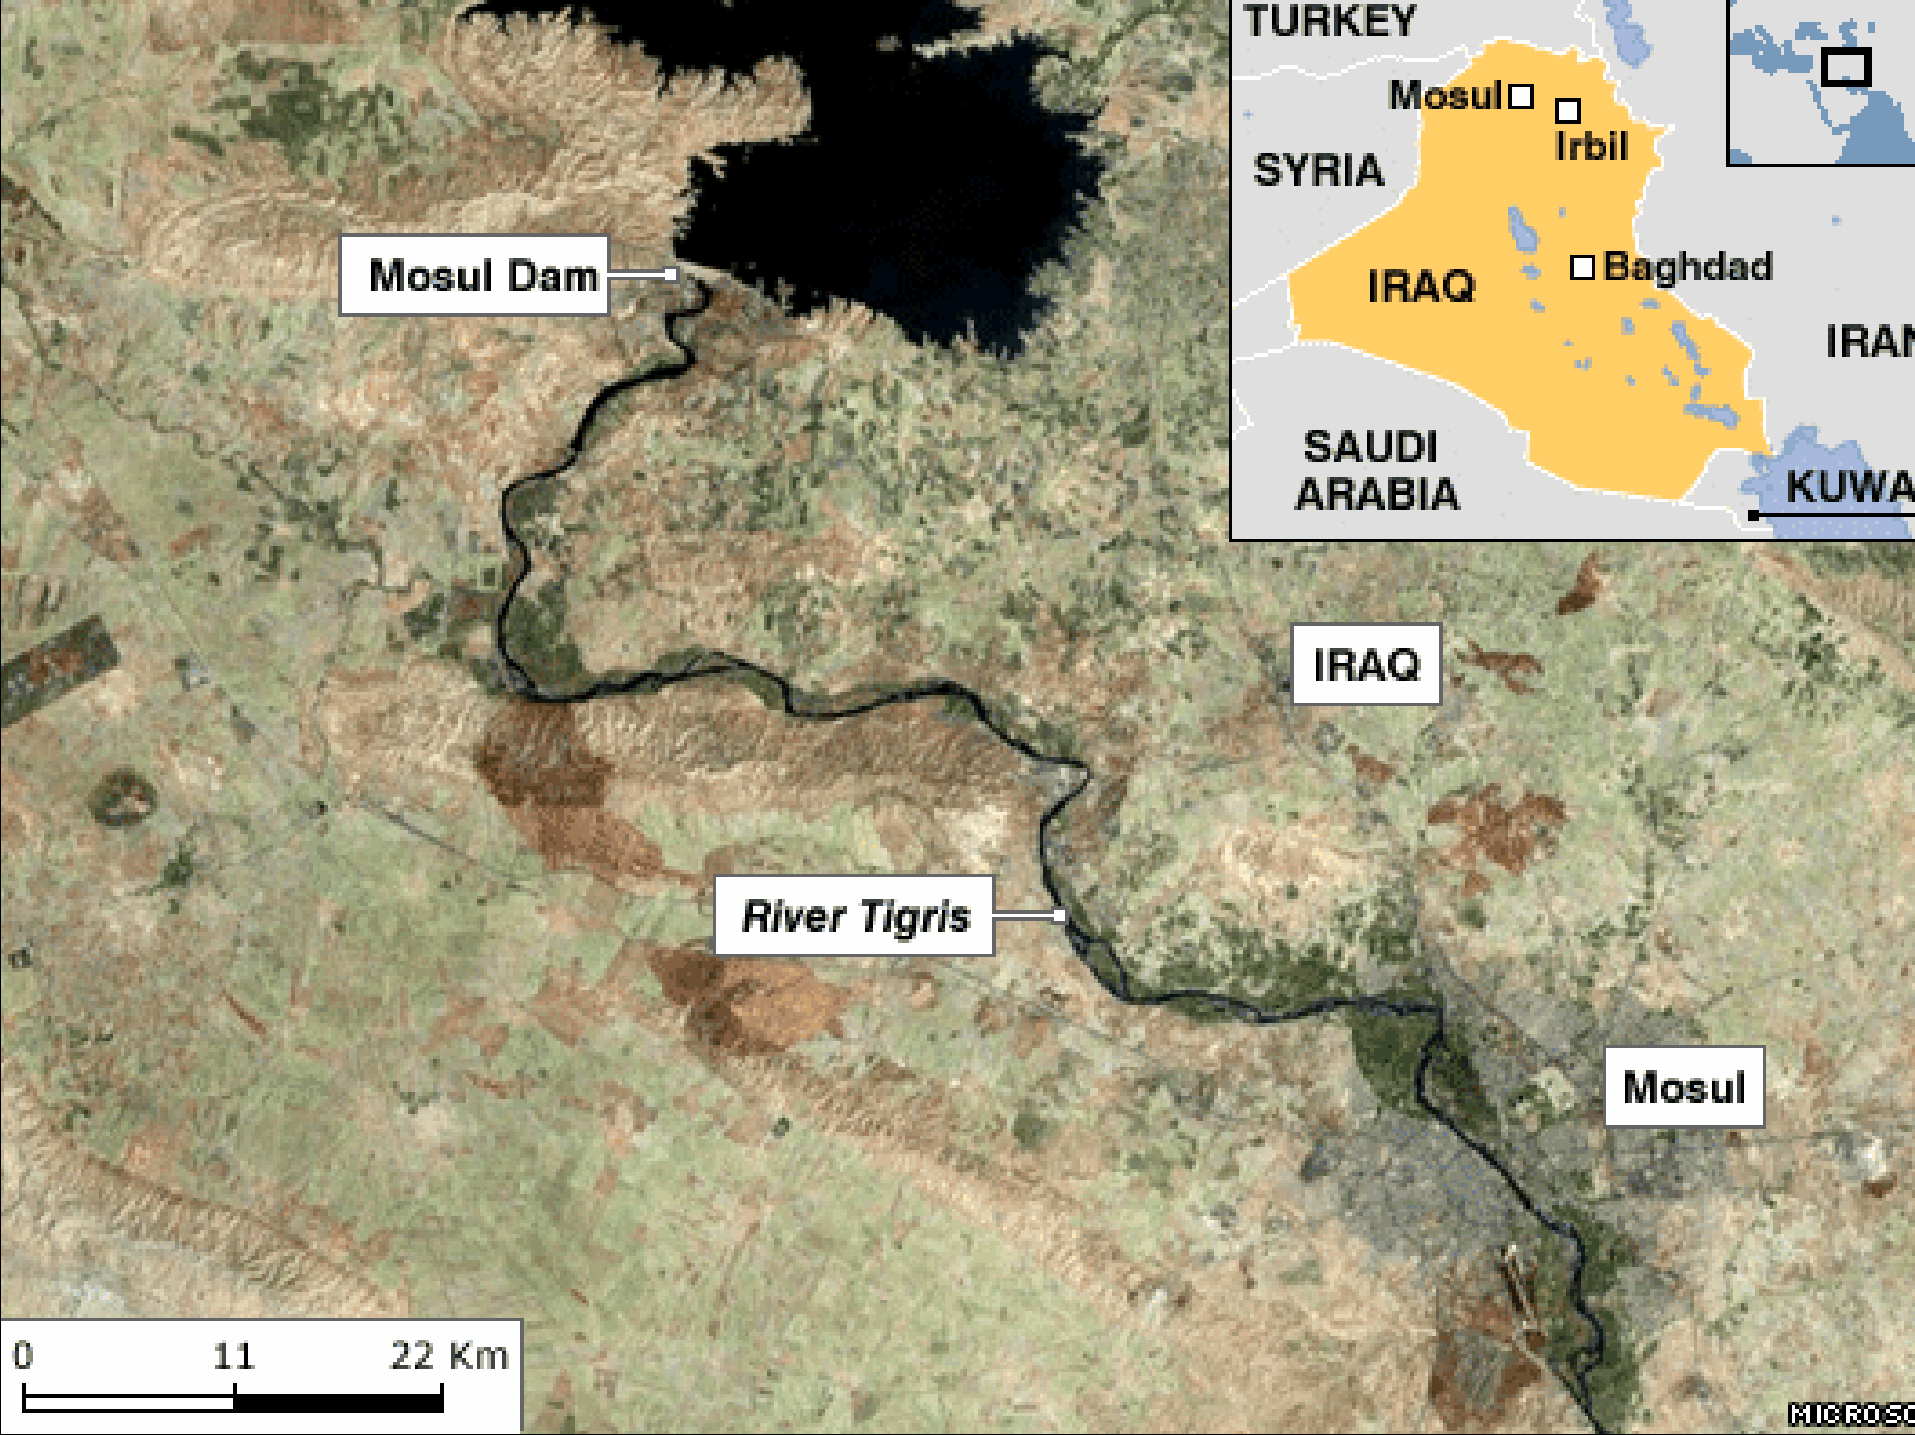 TURKEY
Mosul
Irbil
SYRIA
Mosul Dam
IRAQ
Baghdad
IRAN
SAUDI
ARABIA
KUWA
IRAQ
River Tigris
Mosul
0 11 22 Km
MICROSO